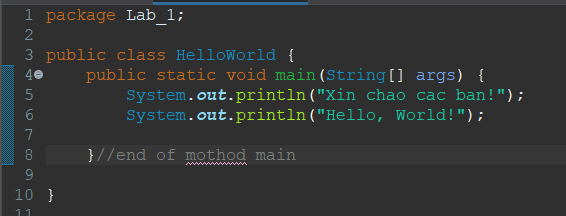 1 package Lab_1;
2
3 public class HelloWorld {
4 public static void main(String[] args) {
5 System.out.println("Xin chao cac ban!");
6 System.out.println("Hello, World!");
7
8 }//end of mothod main
9
10 }
11